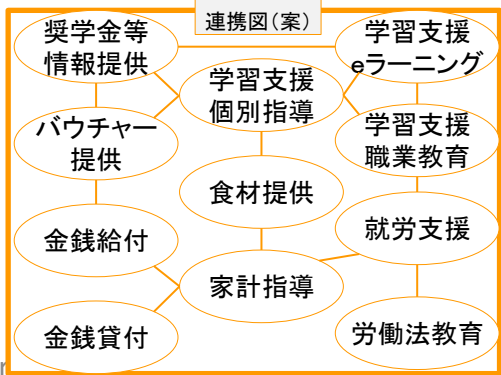 連携図(案)
奨学金等
情報提供
学習支援
eラーニング
学習支援
個別指導
バウチャー
提供
学習支援
職業教育
食材提供
金銭給付
就労支援
家計指導
金銭貸付
労働法教育